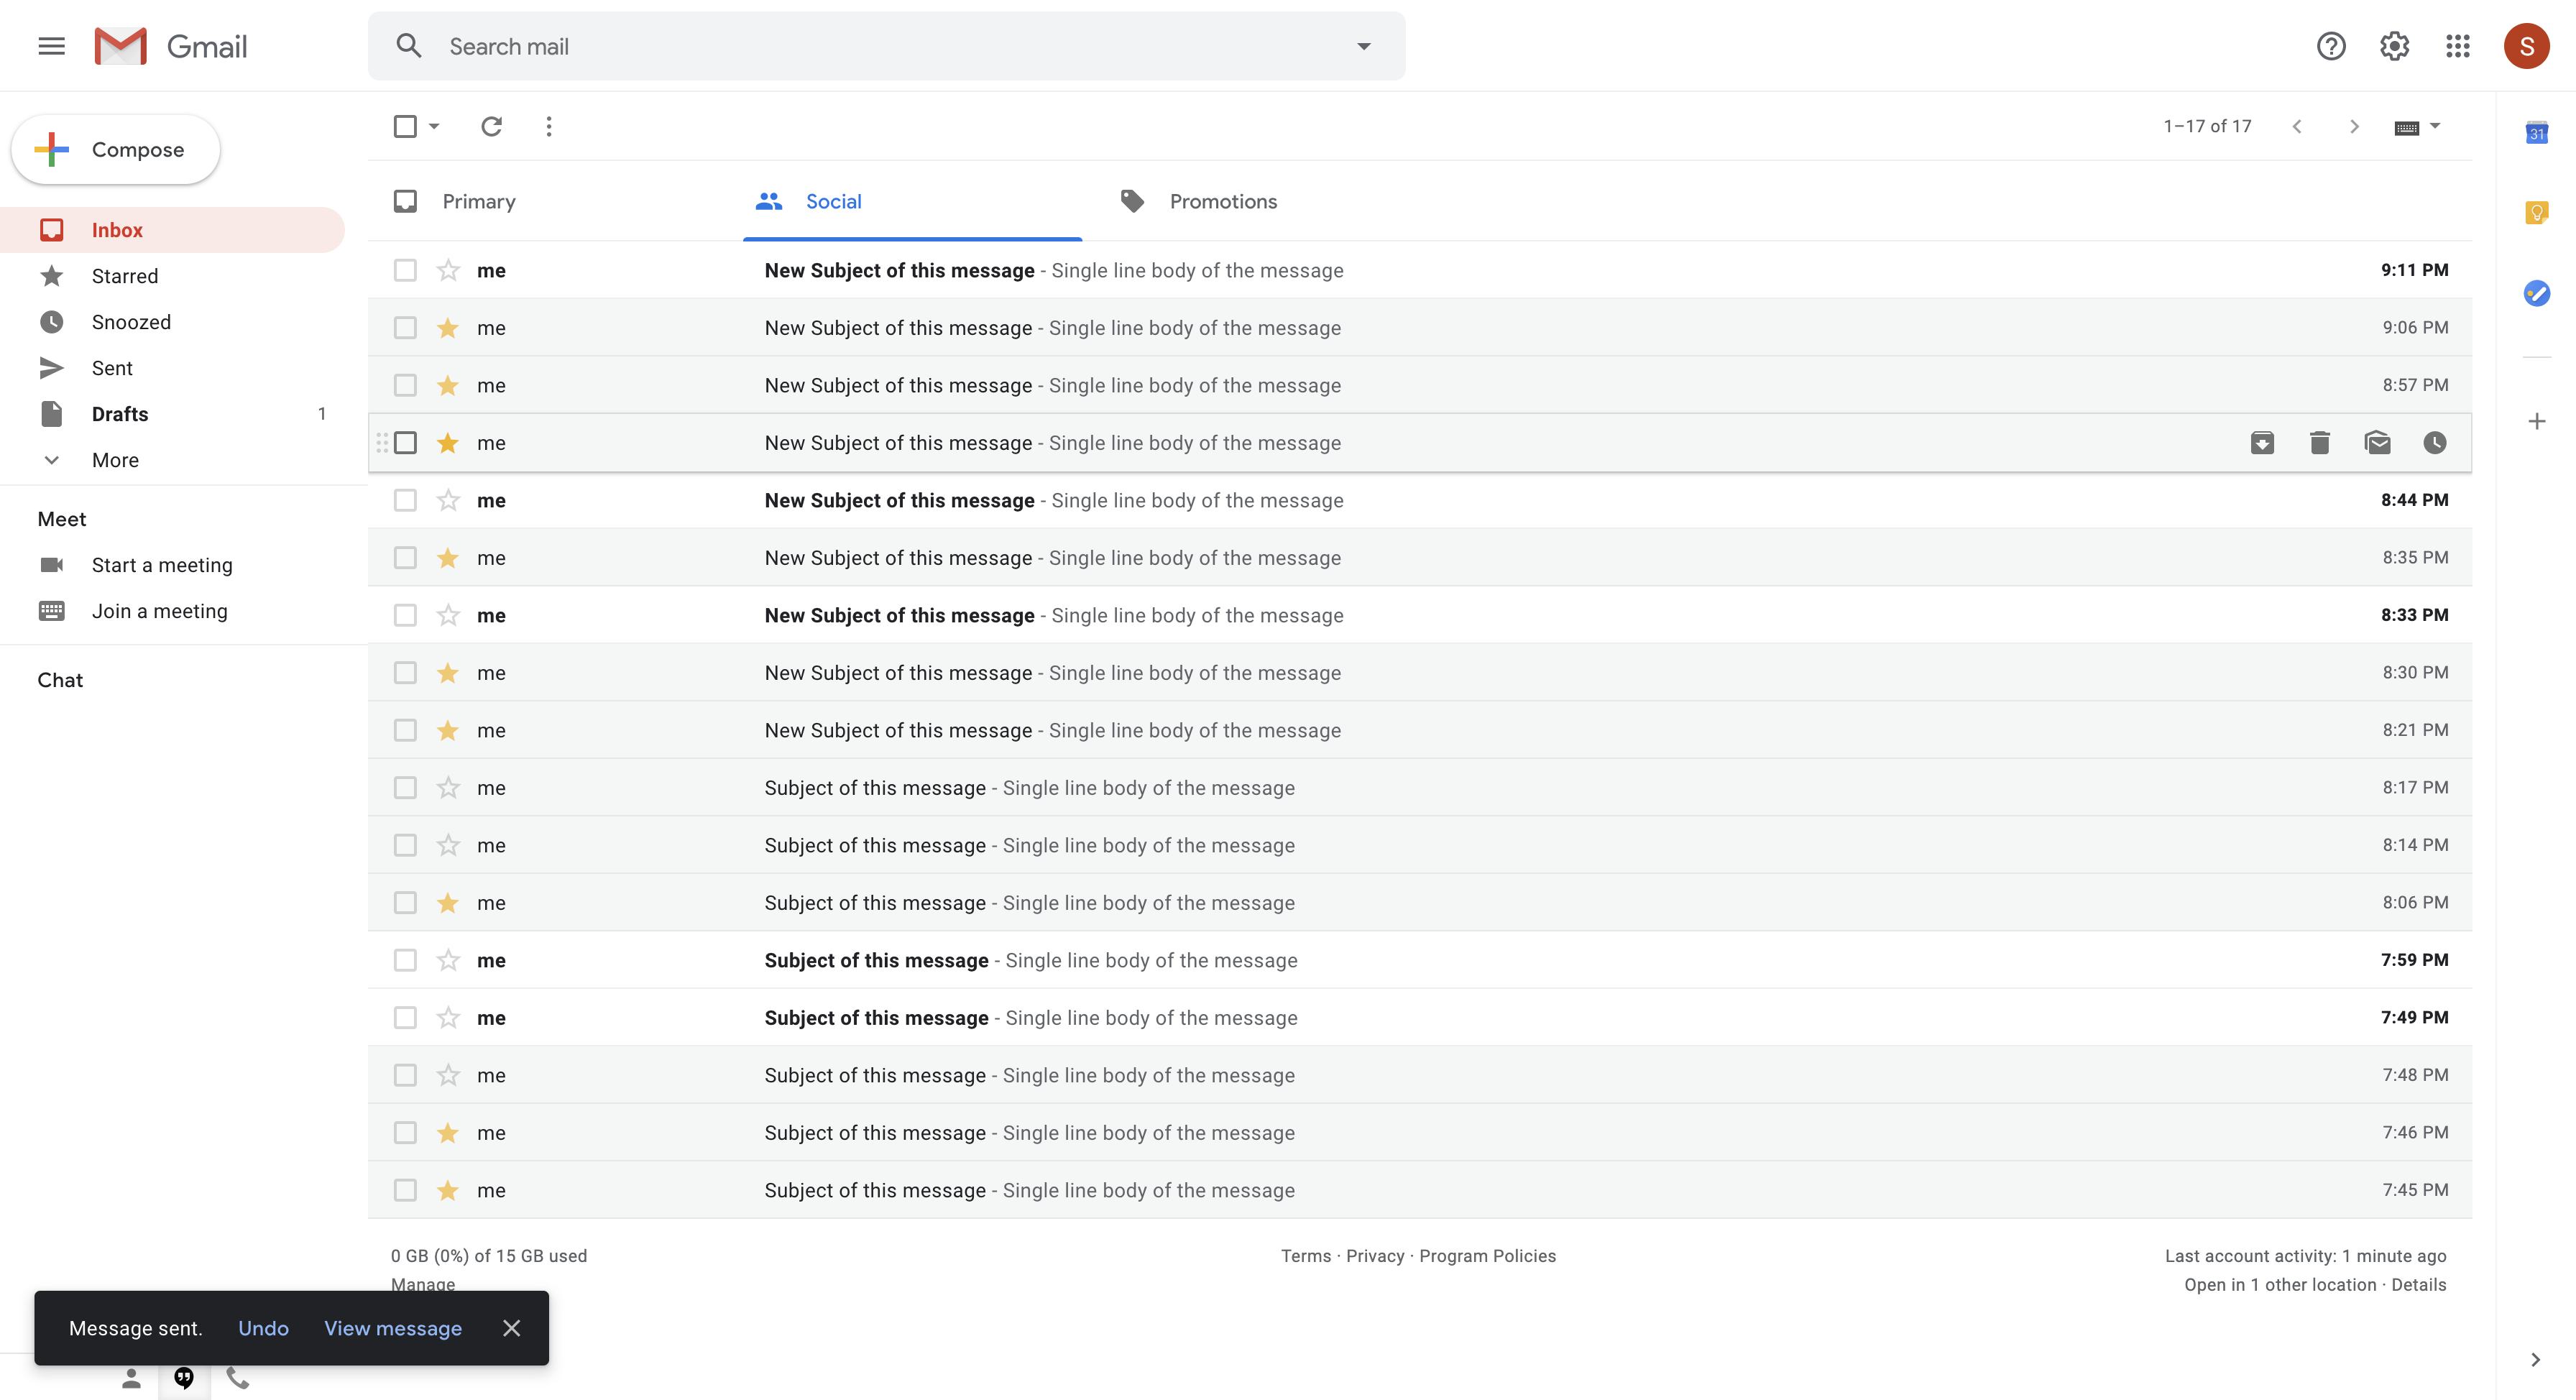 Gmail
Search mail
S
Compose
1–17 of 17
31
Primary
Social
Promotions
Inbox
Starred
Snoozed
Sent
Drafts 1
More
Meet
Start a meeting
Join a meeting
Chat
me New Subject of this message - Single line body of the message 9:11 PM
me New Subject of this message - Single line body of the message 9:06 PM
me New Subject of this message - Single line body of the message 8:57 PM
me New Subject of this message - Single line body of the message
me New Subject of this message - Single line body of the message 8:44 PM
me New Subject of this message - Single line body of the message 8:35 PM
me New Subject of this message - Single line body of the message 8:33 PM
me New Subject of this message - Single line body of the message 8:30 PM
me New Subject of this message - Single line body of the message 8:21 PM
me Subject of this message - Single line body of the message 8:17 PM
me Subject of this message - Single line body of the message 8:14 PM
me Subject of this message - Single line body of the message 8:06 PM
me Subject of this message - Single line body of the message 7:59 PM
me Subject of this message - Single line body of the message 7:49 PM
me Subject of this message - Single line body of the message 7:48 PM
me Subject of this message - Single line body of the message 7:46 PM
me Subject of this message - Single line body of the message 7:45 PM
0 GB (0%) of 15 GB used
Manage
Terms · Privacy · Program Policies
Last account activity: 1 minute ago
Open in 1 other location · Details
Message sent. Undo View message